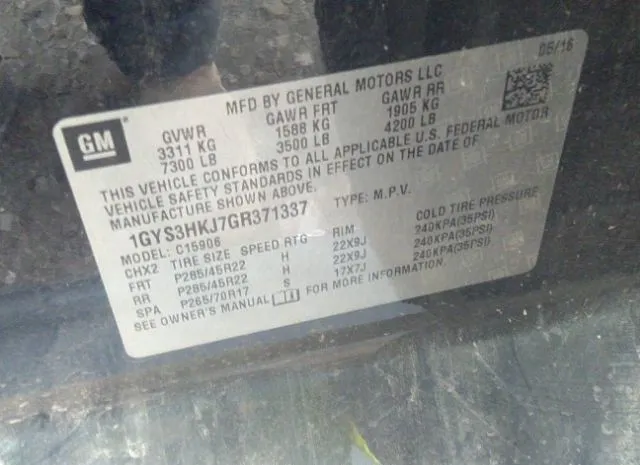 05/16
MFD BY GENERAL MOTORS LLC
GM
GVWR GAWR FRT GAWR RR
3311 KG 1588 KG 1905 KG
7300 LB 3500 LB 4200 LB
THIS VEHICLE CONFORMS TO ALL APPLICABLE U.S. FEDERAL MOTOR
VEHICLE SAFETY STANDARDS IN EFFECT ON THE DATE OF
MANUFACTURE SHOWN ABOVE.
1GYS3HKJ7GR371337 TYPE: M.P.V.
MODEL: C15906
CHX2 TIRE SIZE SPEED RTG RIM COLD TIRE PRESSURE
FRT P285/45R22 H 22X9J 240KPA(35PSI)
RR P285/45R22 H 22X9J 240KPA(35PSI)
SPA P265/70R17 S 17X7J 240KPA(35PSI)
SEE OWNER'S MANUAL FOR MORE INFORMATION.